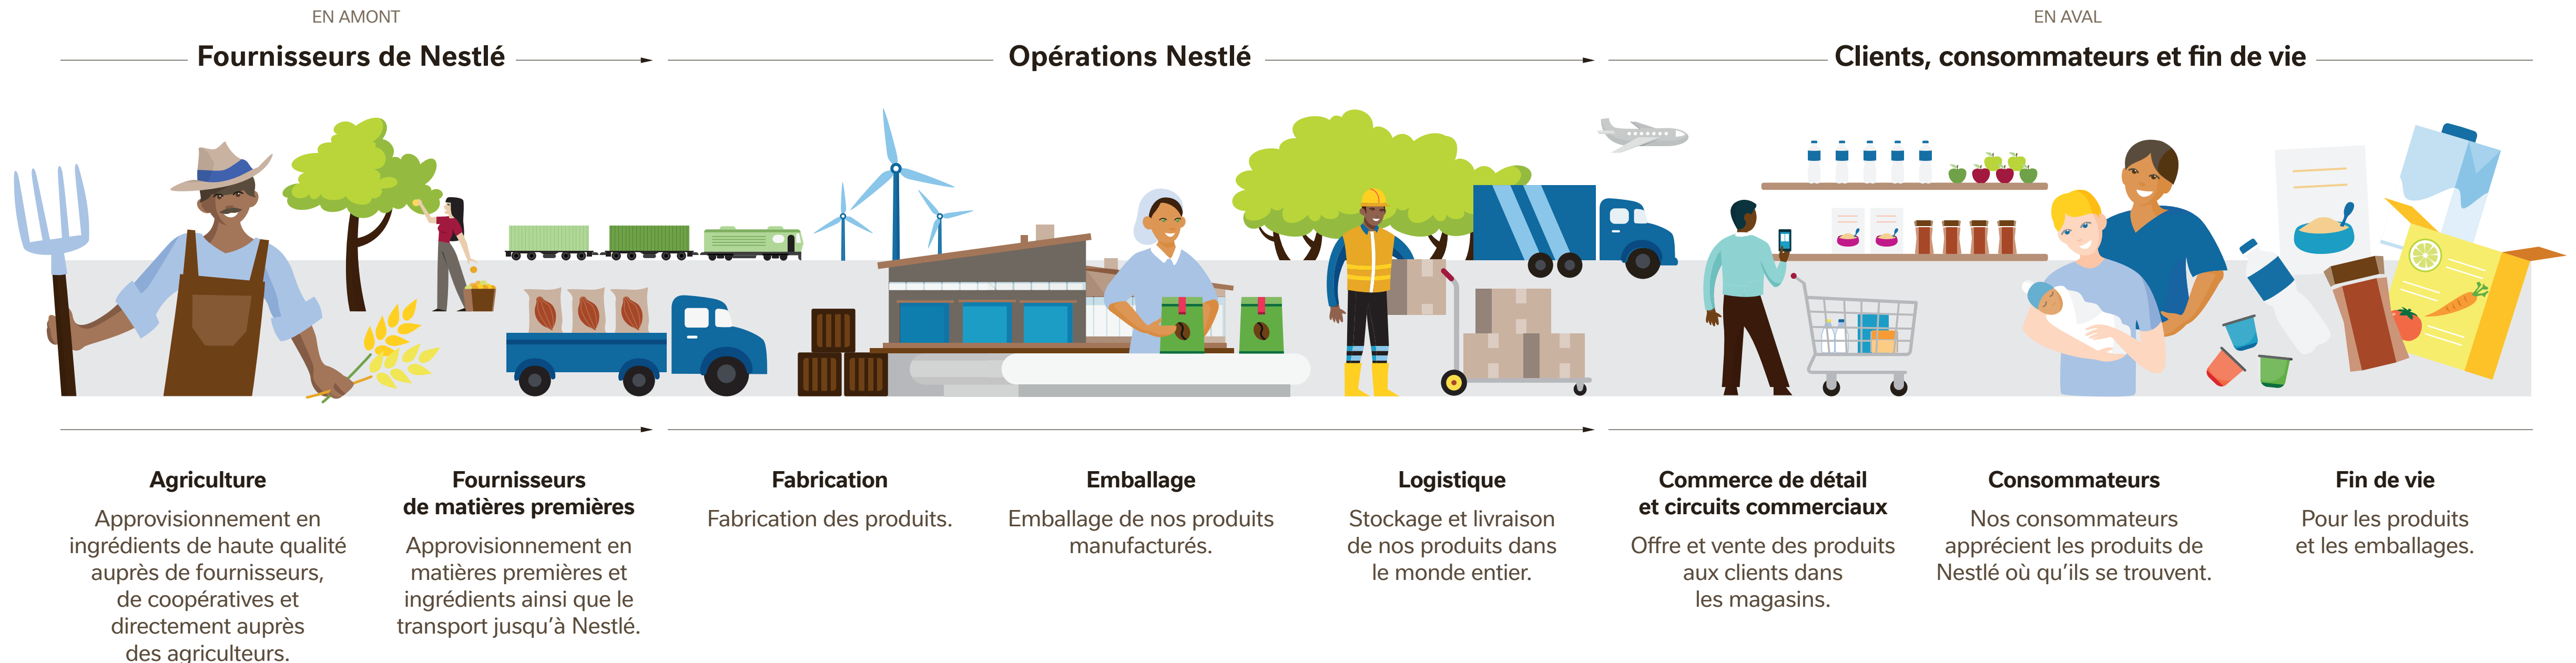 EN AMONT
EN AVAL
Fournisseurs de Nestlé
Opérations Nestlé
Clients, consommateurs et fin de vie
Agriculture
Approvisionnement en
ingrédients de haute qualité
auprès de fournisseurs,
de coopératives et
directement auprès
des agriculteurs.
Fournisseurs
de matières premières
Approvisionnement en
matières premières et
ingrédients ainsi que le
transport jusqu’à Nestlé.
Fabrication
Fabrication des produits.
Emballage
Emballage de nos produits
manufacturés.
Logistique
Stockage et livraison
de nos produits dans
le monde entier.
Commerce de détail
et circuits commerciaux
Offre et vente des produits
aux clients dans
les magasins.
Consommateurs
Nos consommateurs
apprécient les produits de
Nestlé où qu’ils se trouvent.
Fin de vie
Pour les produits
et les emballages.